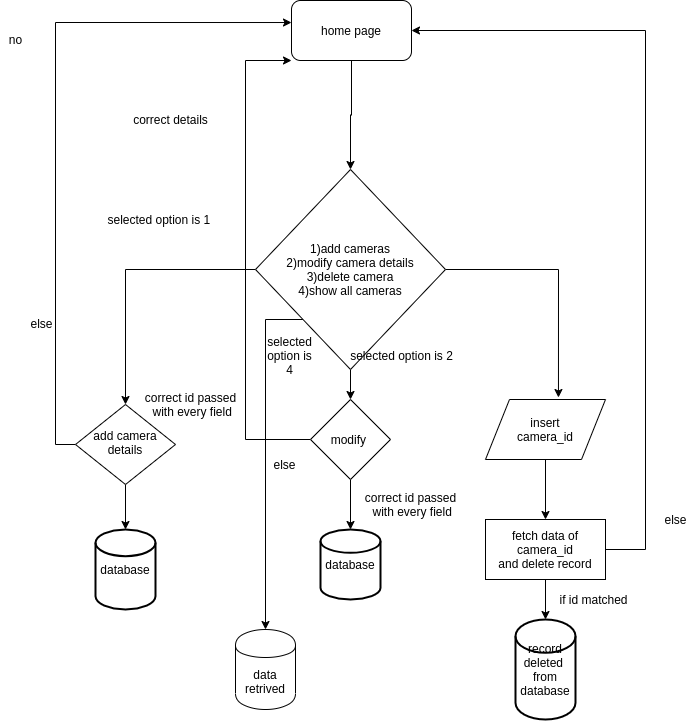 home page
no
correct details
selected option is 1
1)add cameras
2)modify camera details
3)delete camera
4)show all cameras
else
selected
option is
4
selected option is 2
correct id passed
with every field
add camera
details
modify
insert
camera_id
else
correct id passed
with every field
else
fetch data of
camera_id
and delete record
database
database
if id matched
data
retrived
record
deleted
from
database